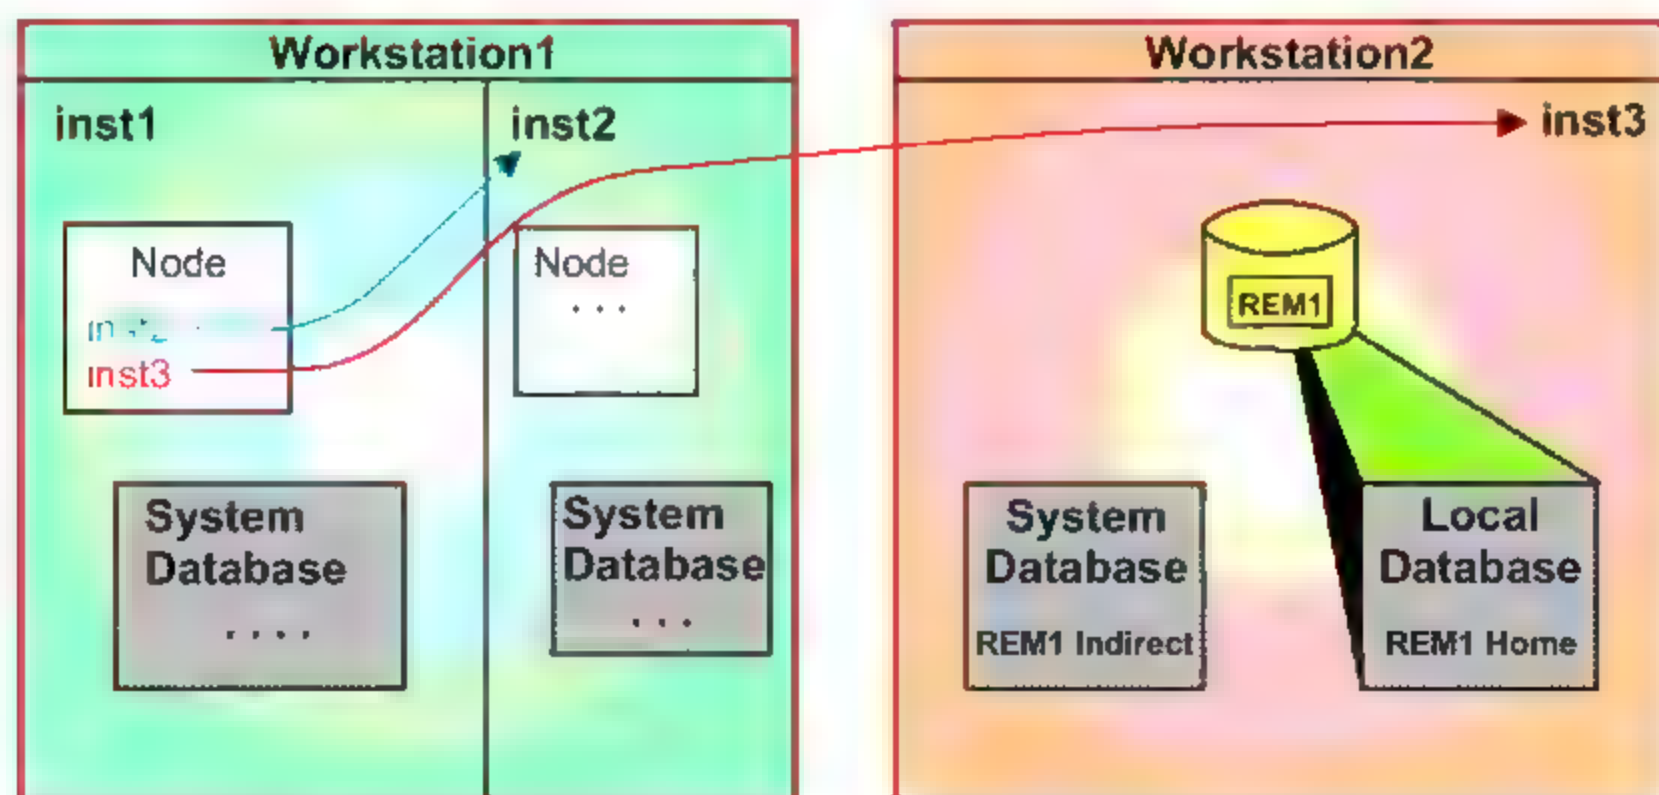 Workstation1
inst1
inst2
Node
inst3
Node
...
System
Database
....
System
Database
...
Workstation2
inst3
REM1
System
Database
REM1 Indirect
Local
Database
REM1 Home